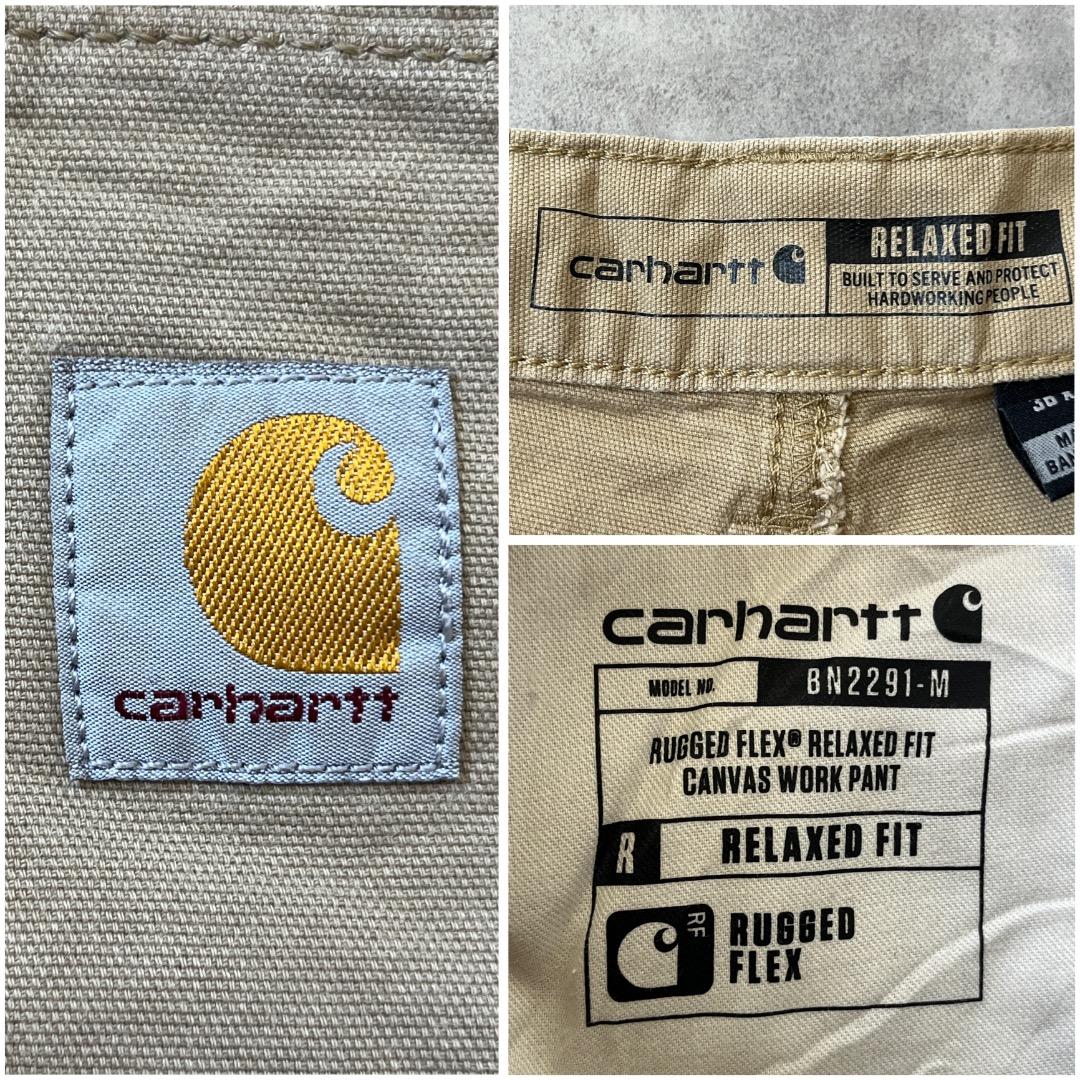 carhartt
carhartt
RELAXED FIT
BUILT TO SERVE AND PROTECT
HARDWORKING PEOPLE
carhartt
MODEL NO. BN2291-M
RUGGED FLEX® RELAXED FIT
CANVAS WORK PANT
R RELAXED FIT
RF
RUGGED
FLEX